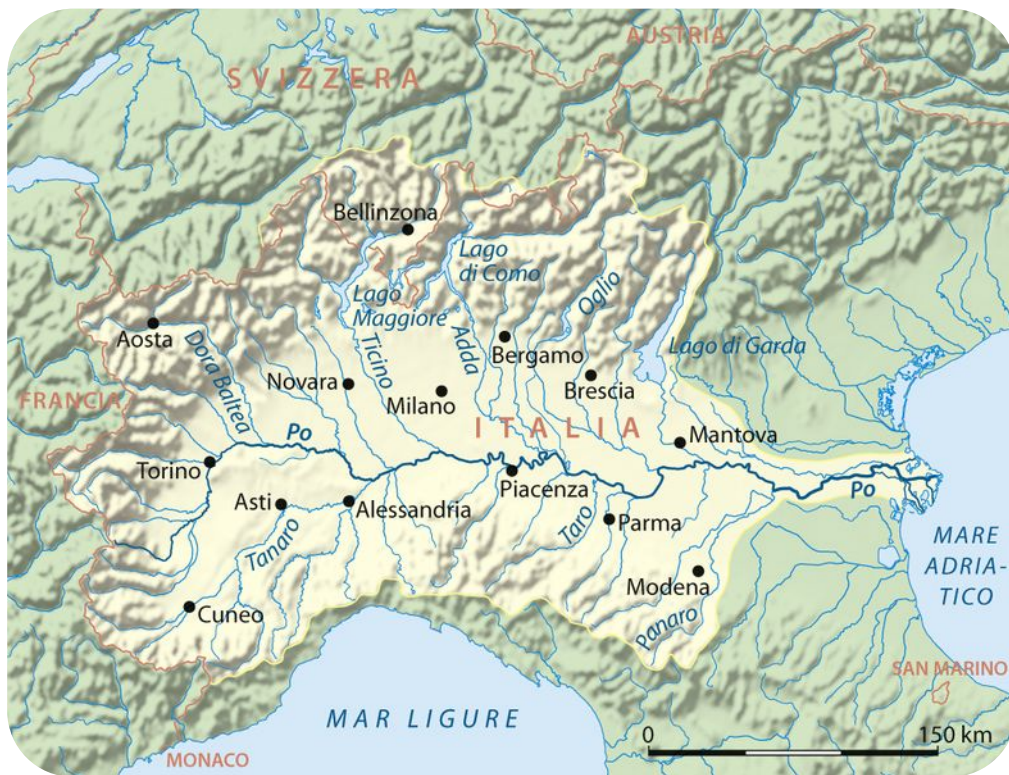 AUSTRIA
SVIZZERA
Bellinzona
Lago
di Como
Lago
Maggiore
Oglio
Aosta
Dora Baltea
Ticino
Adda
Bergamo
Lago di Garda
Novara
Milano
Brescia
FRANCIA
ITALIA
Po
Mantova
Torino
Piacenza
Po
Asti
Alessandria
Taro
Parma
Tanaro
MARE
ADRIA-
TICO
Modena
Cuneo
Panaro
SAN MARINO
MAR LIGURE
0 150 km
MONACO